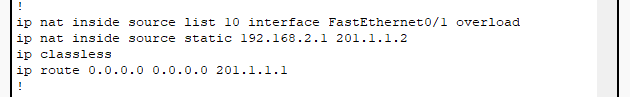 !
ip nat inside source list 10 interface FastEthernet0/1 overload
ip nat inside source static 192.168.2.1 201.1.1.2
ip classless
ip route 0.0.0.0 0.0.0.0 201.1.1.1
!